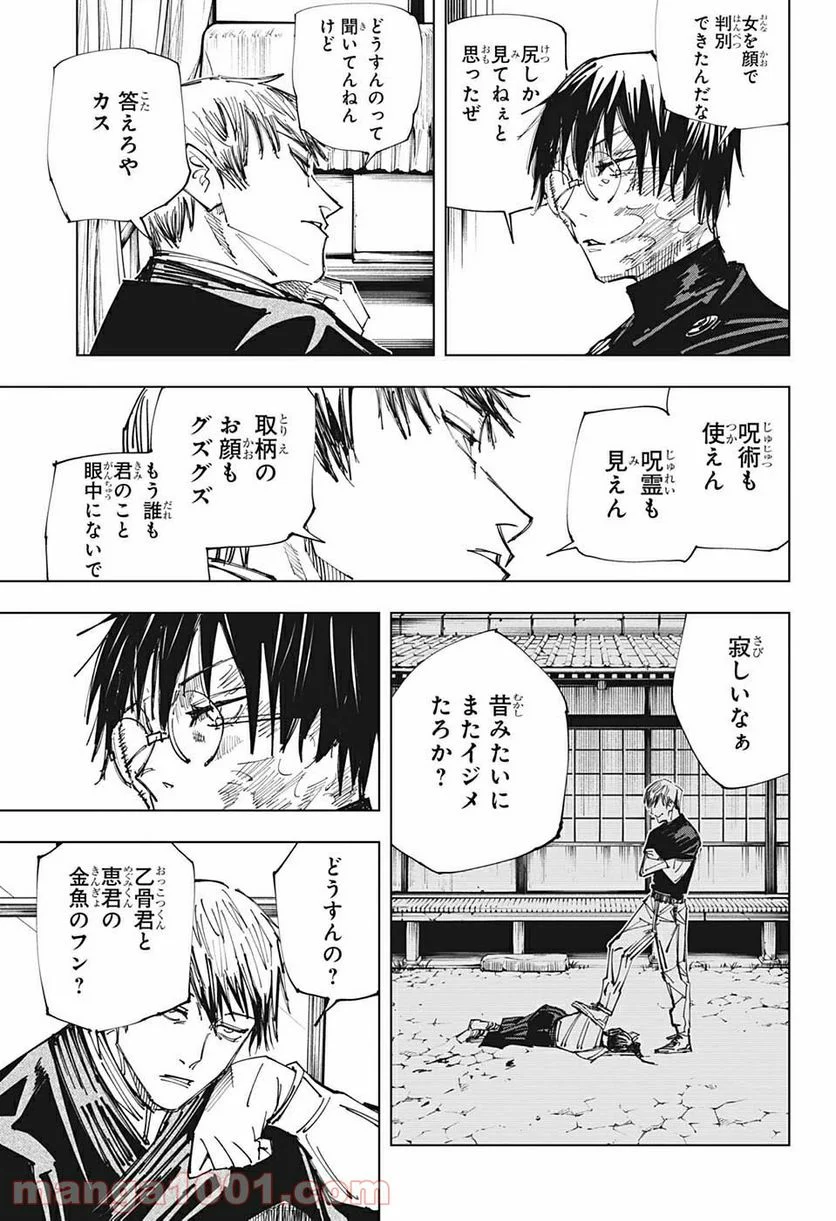 女を顔で
判別
できたんだな
尻しか
見てねぇと
思ったぜ
どうすんのって
聞いてんねん
けど
答えろや
カス
呪術も
使えん
呪霊も
見えん
取柄の
お顔も
グズグズ
もう誰も
君のこと
眼中にないで
寂しいなぁ
昔みたいに
またイジメ
たろか？
どうすんの？
乙骨君と
恵君の
金魚のフン？
manga1001.com